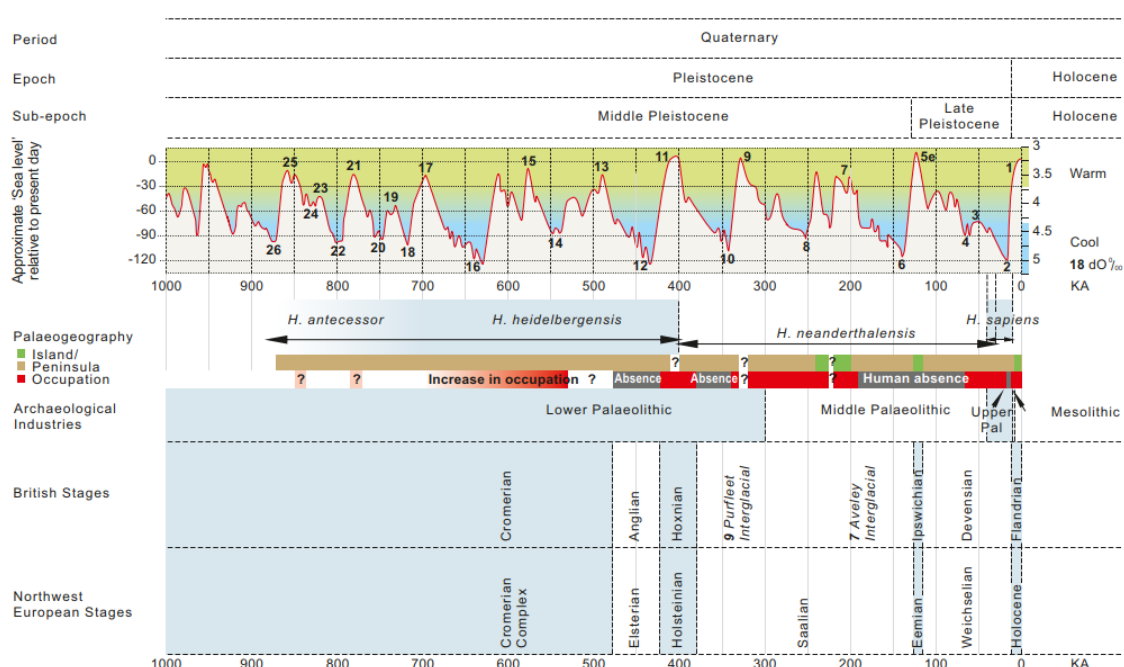 Period
Quaternary
Epoch
Pleistocene
Holocene
Sub-epoch
Middle Pleistocene
Late
Pleistocene
Holocene
Approximate 'Sea level'
relative to present day
0
-30
-60
-90
-120
25
21
17
15
13
11
9
7
5e
1
23
24
19
3
26
22
20
18
16
14
12
10
8
6
4
2
3
3.5
4
4.5
5
Warm
Cool
18 dO o/oo
1000
900
800
700
600
500
400
300
200
100
0
KA
H. antecessor
H. heidelbergensis
H. neanderthalensis
H. sapiens
Palaeogeography
Island/
Peninsula
Occupation
?
?
?
?
?
Increase in occupation
?
Absence
Absence
?
?
Human absence
Archaeological
Industries
Lower Palaeolithic
Middle Palaeolithic
Upper
Pal
Mesolithic
British Stages
Cromerian
Anglian
Hoxnian
9 Purfleet
Interglacial
7 Aveley
Interglacial
Ipswichian
Devensian
Flandrian
Northwest
European Stages
Cromerian
Complex
Elsterian
Holsteinian
Saalian
Eemian
Weichselian
Holocene
1000
900
800
700
600
500
400
300
200
100
0
KA